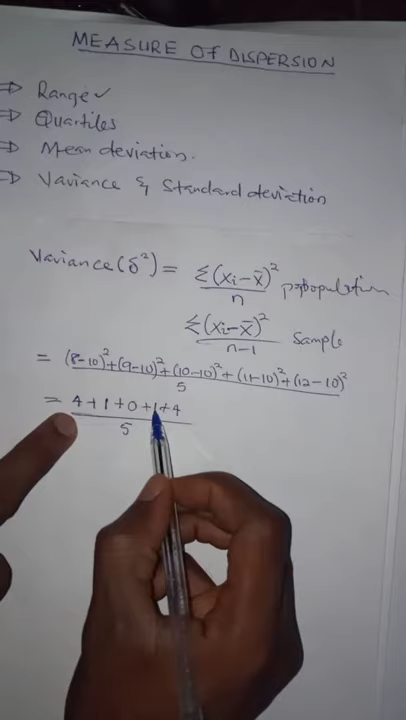 MEASURE OF DISPERSION
⇒ Range ✓
⇒ Quartiles
⇒ Mean deviation.
⇒ Variance & Standard deviation
Variance (δ²) = Σ(xi - x̄)² / n population
Σ(xi - x̄)² / n-1 Sample
= (8-10)² + (9-10)² + (10-10)² + (11-10)² + (12-10)² / 5
= 4+1+0+1+4 / 5